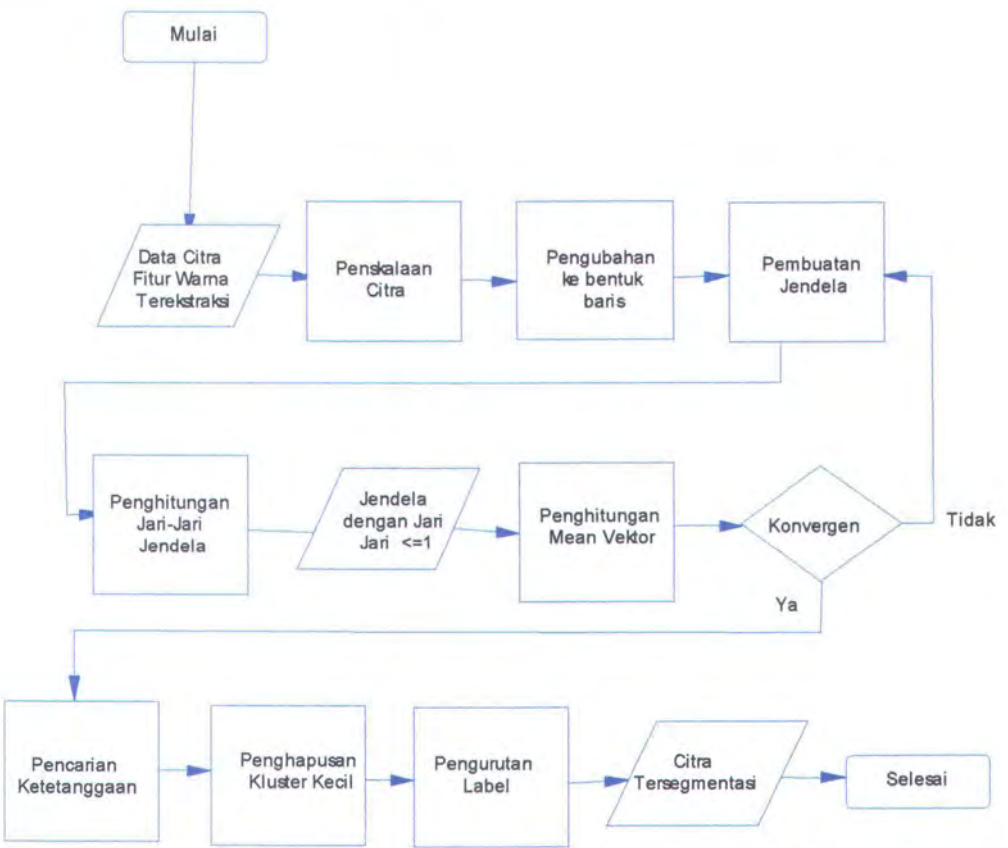 Mulai
Data Citra
Fitur Warna
Terekstraksi
Penskalaan
Citra
Pengubahan
ke bentuk
baris
Pembuatan
Jendela
Penghitungan
Jari-Jari
Jendela
Jendela
dengan Jari
Jari <=1
Penghitungan
Mean Vektor
Konvergen
Tidak
Ya
Pencarian
Ketetanggaan
Penghapusan
Kluster Kecil
Pengurutan
Label
Citra
Tersegmentasi
Selesai